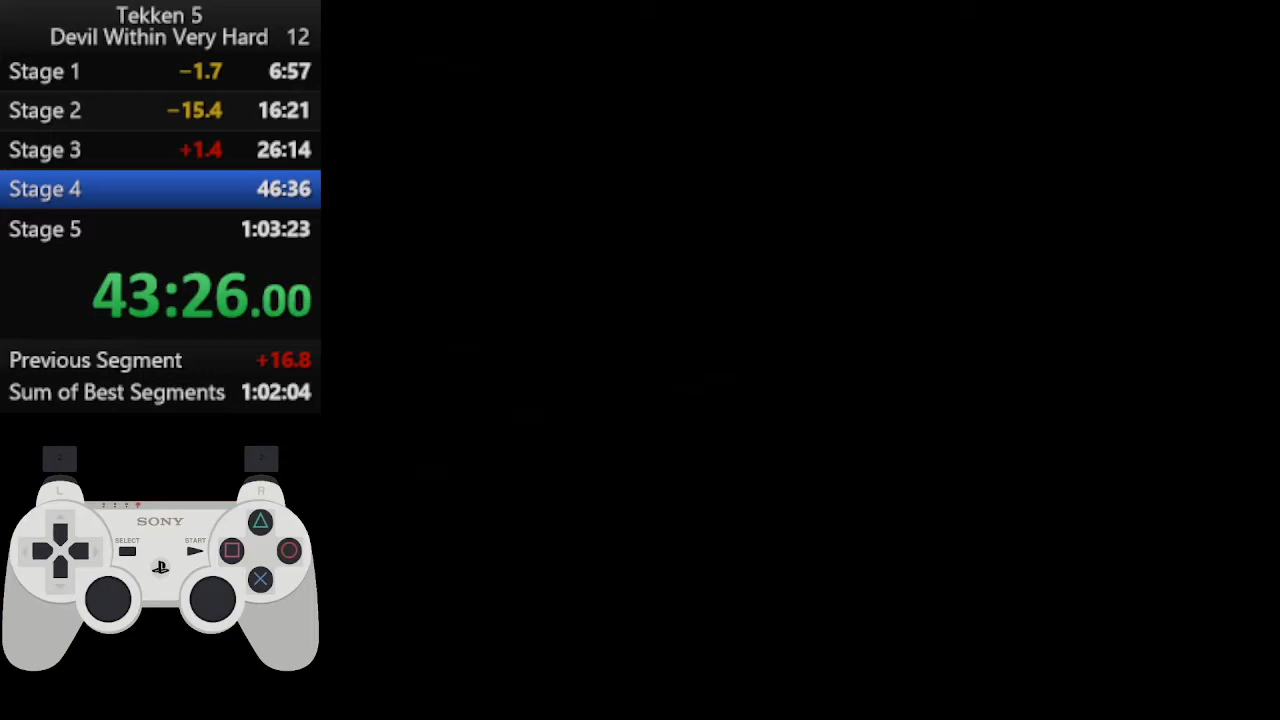 Tekken 5
Devil Within Very Hard 12
Stage 1 −1.7 6:57
Stage 2 −15.4 16:21
Stage 3 +1.4 26:14
Stage 4 46:36
Stage 5 1:03:23
43:26.00
Previous Segment +16.8
Sum of Best Segments 1:02:04
2 2
L R
SONY
SELECT START